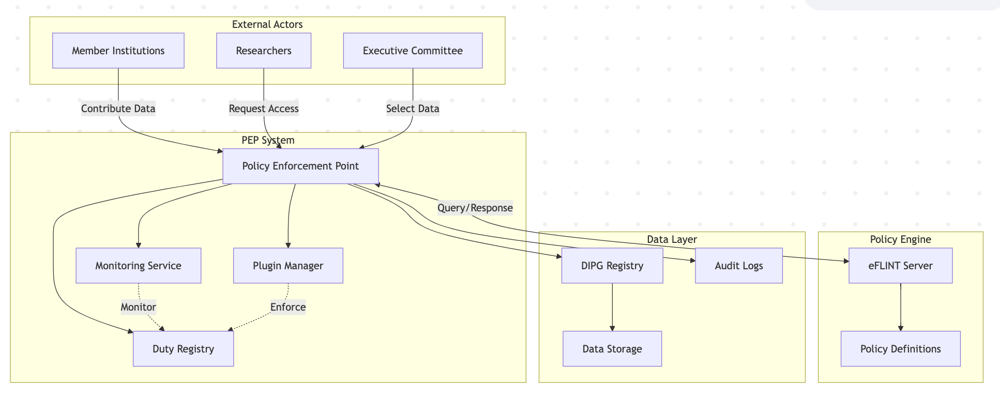 External Actors
Member Institutions
Researchers
Executive Committee
Contribute Data
Request Access
Select Data
PEP System
Policy Enforcement Point
Query/Response
Data Layer
Policy Engine
Monitoring Service
Plugin Manager
DIPG Registry
Audit Logs
eFLINT Server
Monitor
Enforce
Duty Registry
Data Storage
Policy Definitions